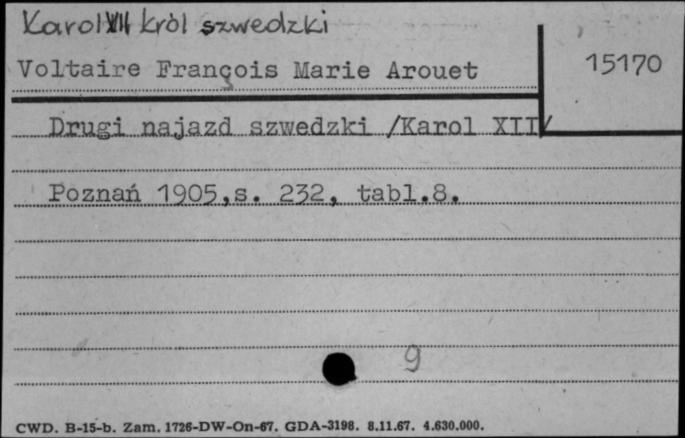 Karol XII król szwedzki
Voltaire François Marie Arouet
15170
Drugi najazd szwedzki /Karol XII/
Poznań 1905,s. 232, tabl.8.
9
CWD. B-15-b. Zam. 1726-DW-On-67. GDA-3198. 8.11.67. 4.630.000.